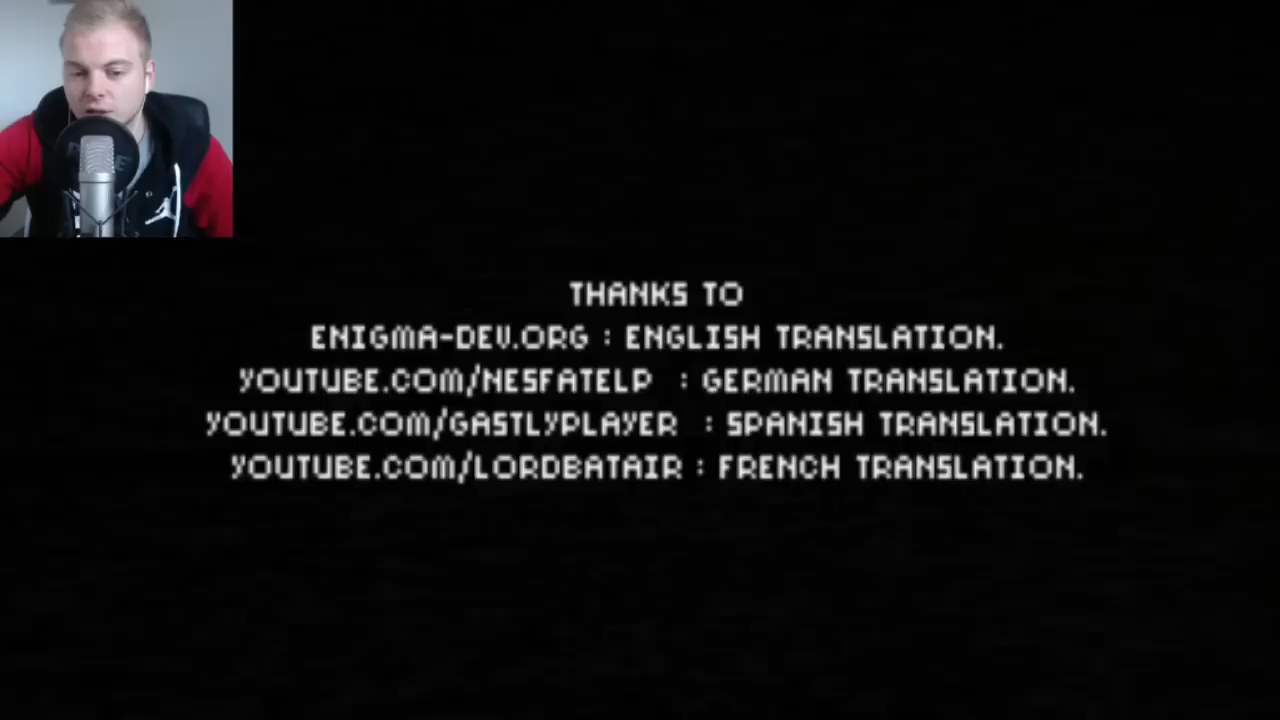 THANKS TO
ENIGMA-DEV.ORG : ENGLISH TRANSLATION.
YOUTUBE.COM/NESFATELP : GERMAN TRANSLATION.
YOUTUBE.COM/GASTLYPLAYER : SPANISH TRANSLATION.
YOUTUBE.COM/LORDBATAIR : FRENCH TRANSLATION.